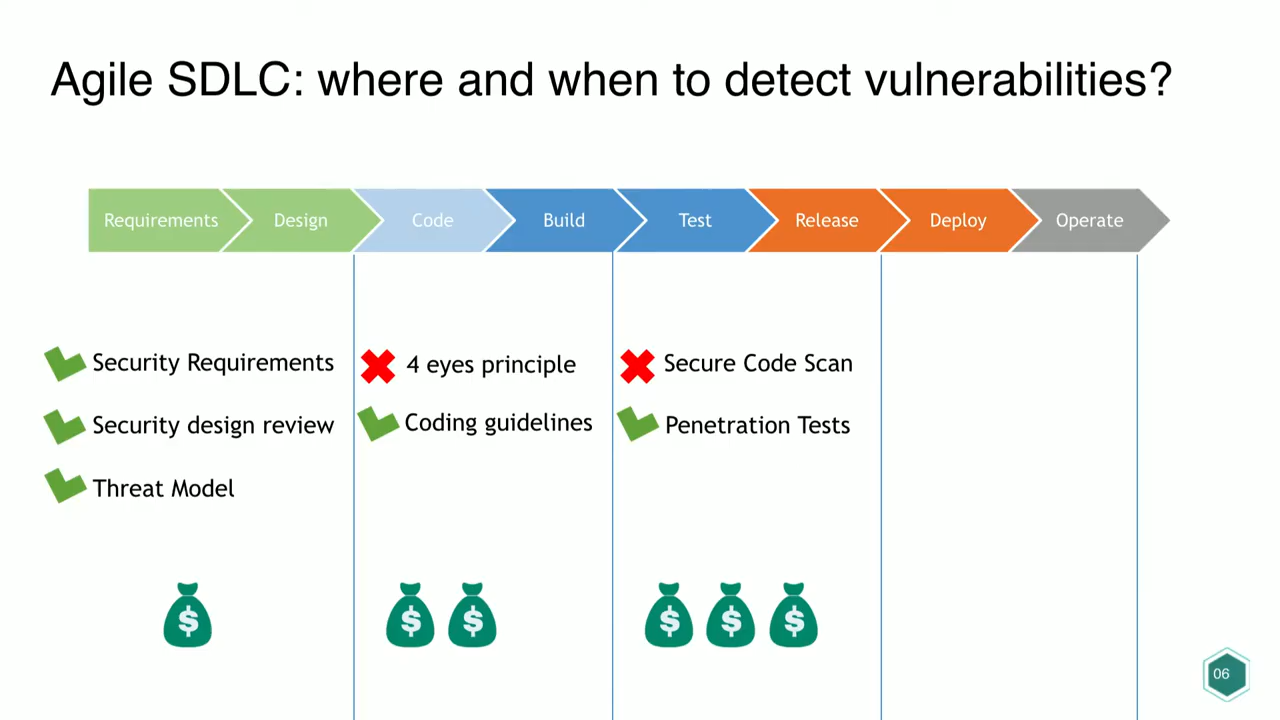 Agile SDLC: where and when to detect vulnerabilities?
Requirements
Design
Code
Build
Test
Release
Deploy
Operate
Security Requirements
Security design review
Threat Model
4 eyes principle
Coding guidelines
Secure Code Scan
Penetration Tests
$
$ $
$ $ $
06